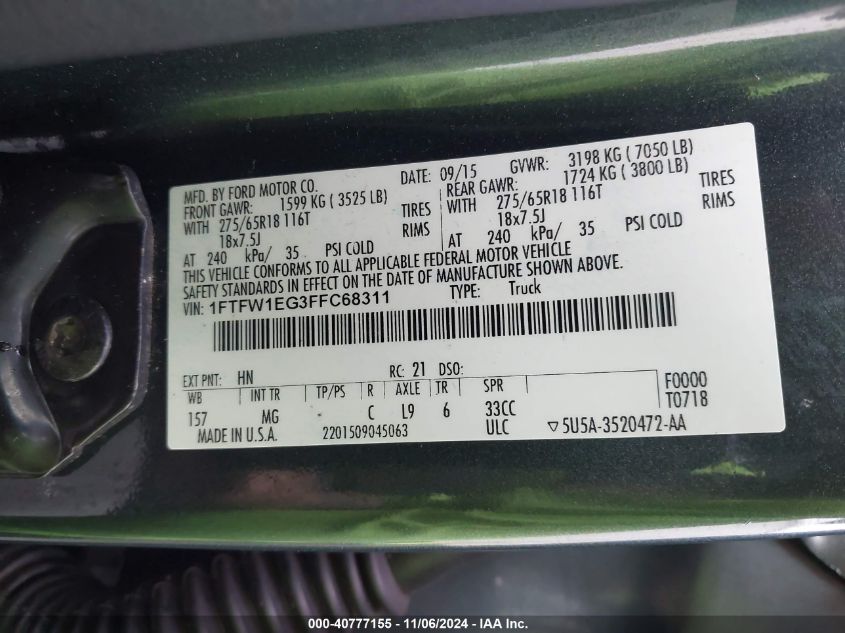 MFD. BY FORD MOTOR CO. DATE: 09/15 GVWR: 3198 KG ( 7050 LB)
FRONT GAWR: 1599 KG ( 3525 LB) REAR GAWR: 1724 KG ( 3800 LB)
WITH 275/65R18 116T TIRES WITH 275/65R18 116T TIRES
18x7.5J RIMS 18x7.5J RIMS
AT 240 kPa/ 35 PSI COLD AT 240 kPa/ 35 PSI COLD
THIS VEHICLE CONFORMS TO ALL APPLICABLE FEDERAL MOTOR VEHICLE
SAFETY STANDARDS IN EFFECT ON THE DATE OF MANUFACTURE SHOWN ABOVE.
VIN: 1FTFW1EG3FFC68311 TYPE: Truck
EXT PNT: HN RC: 21 DSO:
WB INT TR TP/PS R AXLE TR SPR F0000
157 MG - C L9 6 33CC T0718
MADE IN U.S.A. 2201509045063 ULC ▽5U5A-3520472-AA
000-40777155 - 11/06/2024 - IAA Inc.